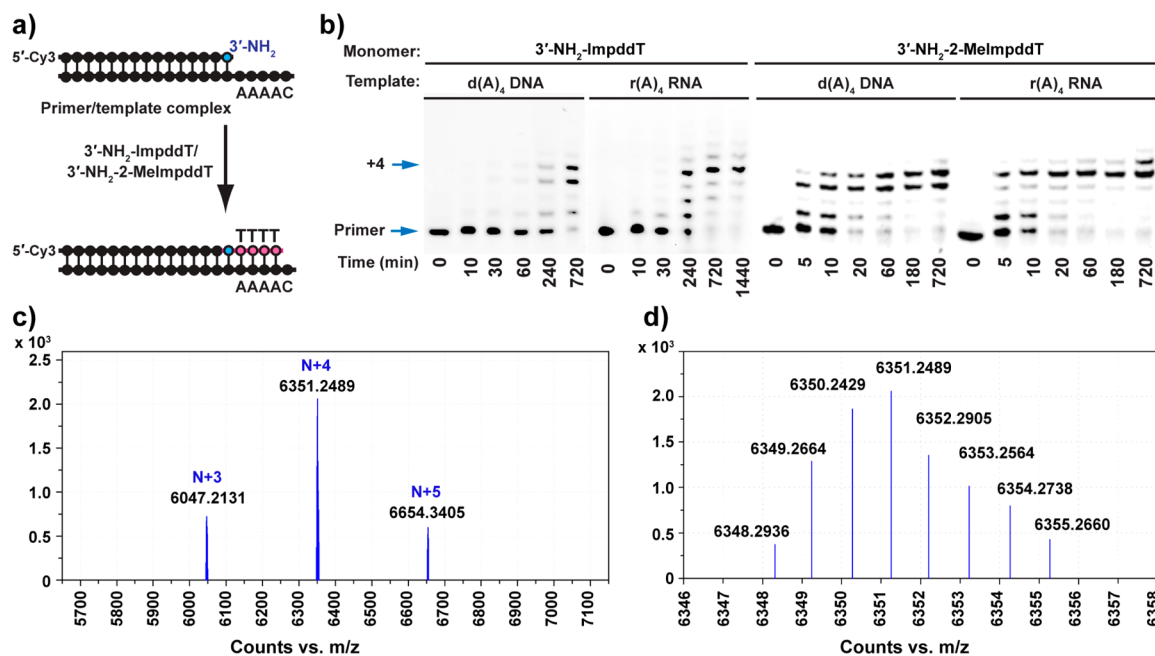 a)
3′-NH2
5′-Cy3
AAAAC
Primer/template complex
3′-NH2-ImpddT/
3′-NH2-2-MeImpddT
TTTT
5′-Cy3
AAAAC
b)
Monomer: 3′-NH2-ImpddT 3′-NH2-2-MeImpddT
Template: d(A)4 DNA r(A)4 RNA d(A)4 DNA r(A)4 RNA
+4
Primer
Time (min) 0 10 30 60 240 720 0 10 30 240 720 1440 0 5 10 20 60 180 720 0 5 10 20 60 180 720
c)
x 10³
2.5
2.0
1.5
1.0
0.5
0
N+4
6351.2489
N+3
6047.2131
N+5
6654.3405
5700 5800 5900 6000 6100 6200 6300 6400 6500 6600 6700 6800 6900 7000 7100
Counts vs. m/z
d)
x 10³
2.5
2.0
1.5
1.0
0.5
0
6351.2489
6350.2429
6352.2905
6349.2664
6353.2564
6354.2738
6348.2936
6355.2660
6346 6347 6348 6349 6350 6351 6352 6353 6354 6355 6356 6357 6358
Counts vs. m/z